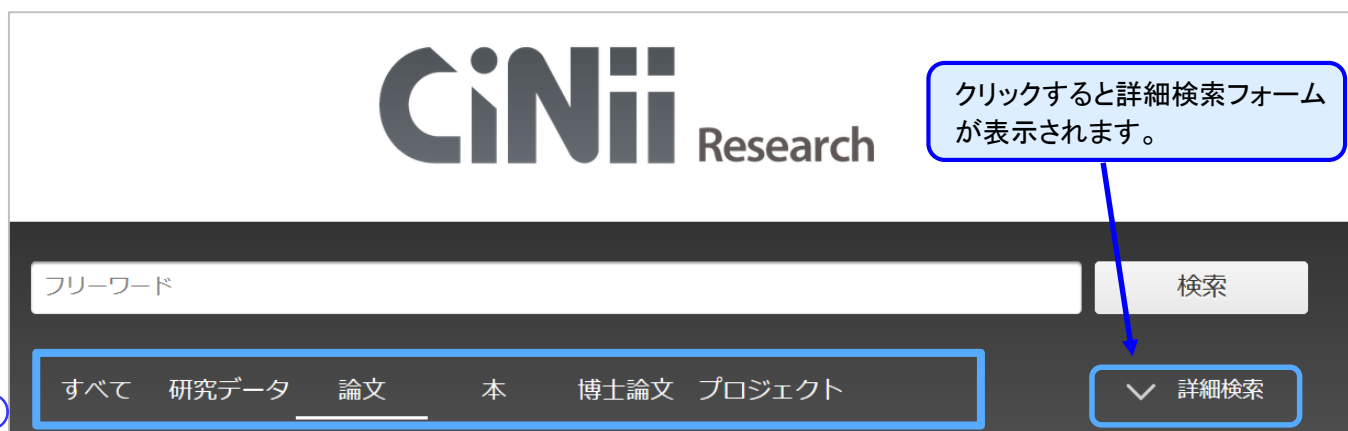 CiNii Research
クリックすると詳細検索フォーム
が表示されます。
フリーワード
検索
すべて 研究データ 論文 本 博士論文 プロジェクト
詳細検索